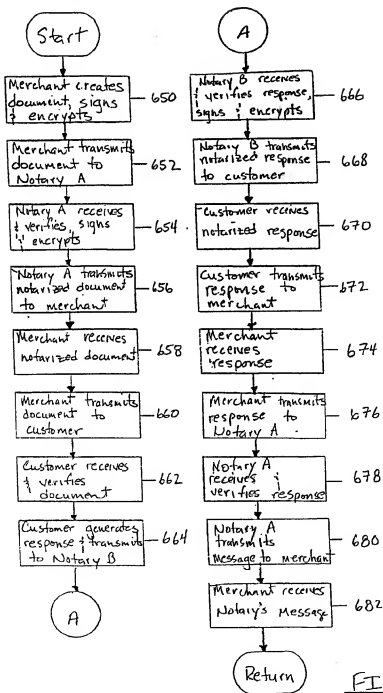 Start
Merchant creates
document, signs
& encrypts
650
Merchant transmits
document to
Notary A
652
Notary A receives
& verifies, signs
& encrypts
654
Notary A transmits
notarized document
to merchant
656
Merchant receives
notarized document
658
Merchant transmits
document to
customer
660
Customer receives
& verifies
document
662
Customer generates
response & transmits
to Notary B
664
A
A
Notary B receives
& verifies response,
signs & encrypts
666
Notary B transmits
notarized response
to customer
668
Customer receives
notarized response
670
Customer transmits
response to
merchant
672
Merchant
receives
response
674
Merchant transmits
response to
Notary A
676
Notary A
receives &
verifies response
678
Notary A
transmits
Message to merchant
680
Merchant receives
Notary's Message
682
Return
FI